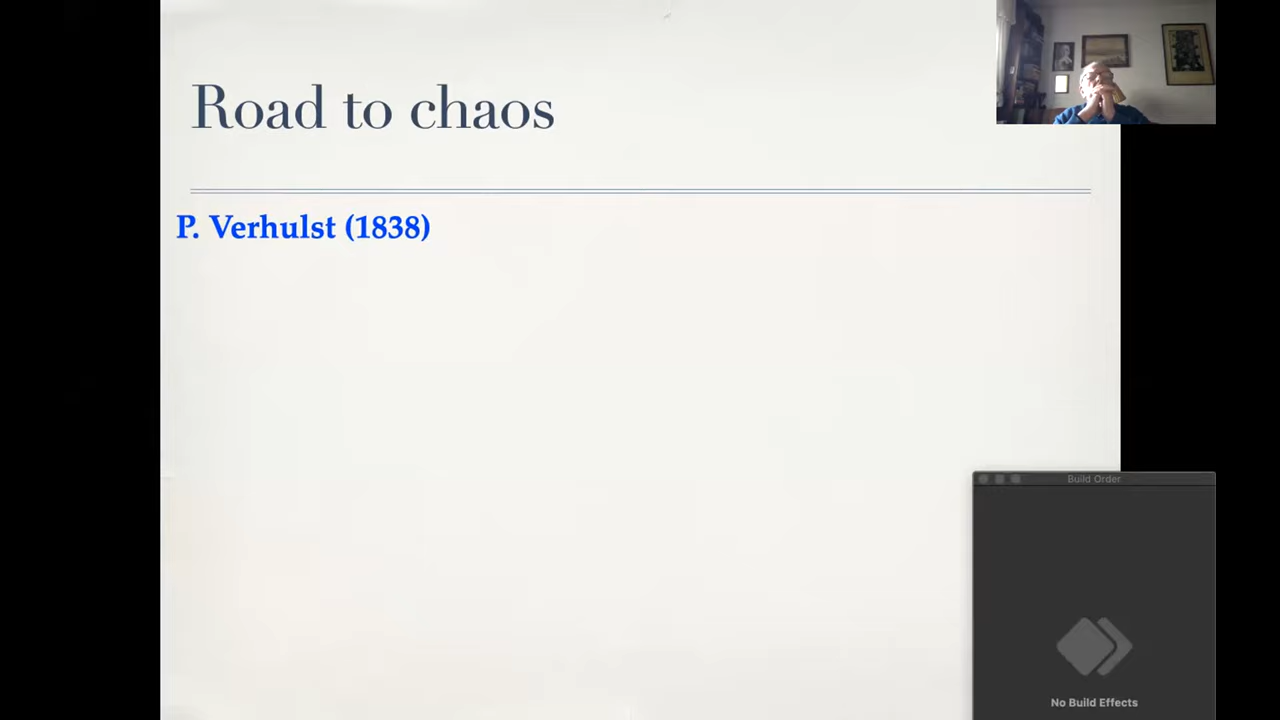 Road to chaos
P. Verhulst (1838)
Build Order
No Build Effects